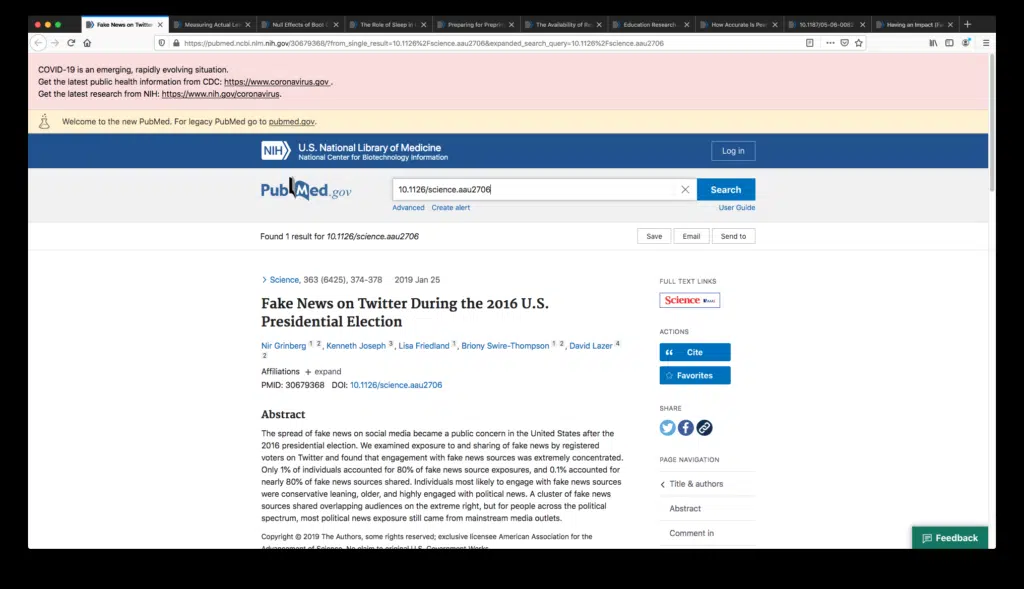 Fake News on Twitter
Measuring Actual Le
Null Effects of Boot C
The Role of Sleep in C
Preparing for Prepri
The Availability of Re
Education Research
How Accurate Is Pee
Having an Impact (Fa
https://pubmed.ncbi.nlm.nih.gov/30679368/?from_single_result=10.1126%2Fscience.aau2706&expanded_search_query=10.1126%2Fscience.aau2706
COVID-19 is an emerging, rapidly evolving situation.
Get the latest public health information from CDC: https://www.coronavirus.gov .
Get the latest research from NIH: https://www.nih.gov/coronavirus.
Welcome to the new PubMed. For legacy PubMed go to pubmed.gov.
NIH
U.S. National Library of Medicine
National Center for Biotechnology Information
Log in
PubMed.gov
10.1126/science.aau2706
Search
Advanced Create alert
User Guide
Found 1 result for 10.1126/science.aau2706
Save
Email
Send to
Science, 363 (6425), 374-378 2019 Jan 25
Fake News on Twitter During the 2016 U.S.
Presidential Election
Nir Grinberg 1 2, Kenneth Joseph 3, Lisa Friedland 1, Briony Swire-Thompson 1 2, David Lazer 4
2
Affiliations + expand
PMID: 30679368 DOI: 10.1126/science.aau2706
Abstract
The spread of fake news on social media became a public concern in the United States after the
2016 presidential election. We examined exposure to and sharing of fake news by registered
voters on Twitter and found that engagement with fake news sources was extremely concentrated.
Only 1% of individuals accounted for 80% of fake news source exposures, and 0.1% accounted for
nearly 80% of fake news sources shared. Individuals most likely to engage with fake news sources
were conservative leaning, older, and highly engaged with political news. A cluster of fake news
sources shared overlapping audiences on the extreme right, but for people across the political
spectrum, most political news exposure still came from mainstream media outlets.
Copyright © 2019 The Authors, some rights reserved; exclusive licensee American Association for the
Advancement of Science. No claim to original U.S. Government Works.
FULL TEXT LINKS
Science
ACTIONS
Cite
Favorites
SHARE
PAGE NAVIGATION
Title & authors
Abstract
Comment in
Feedback